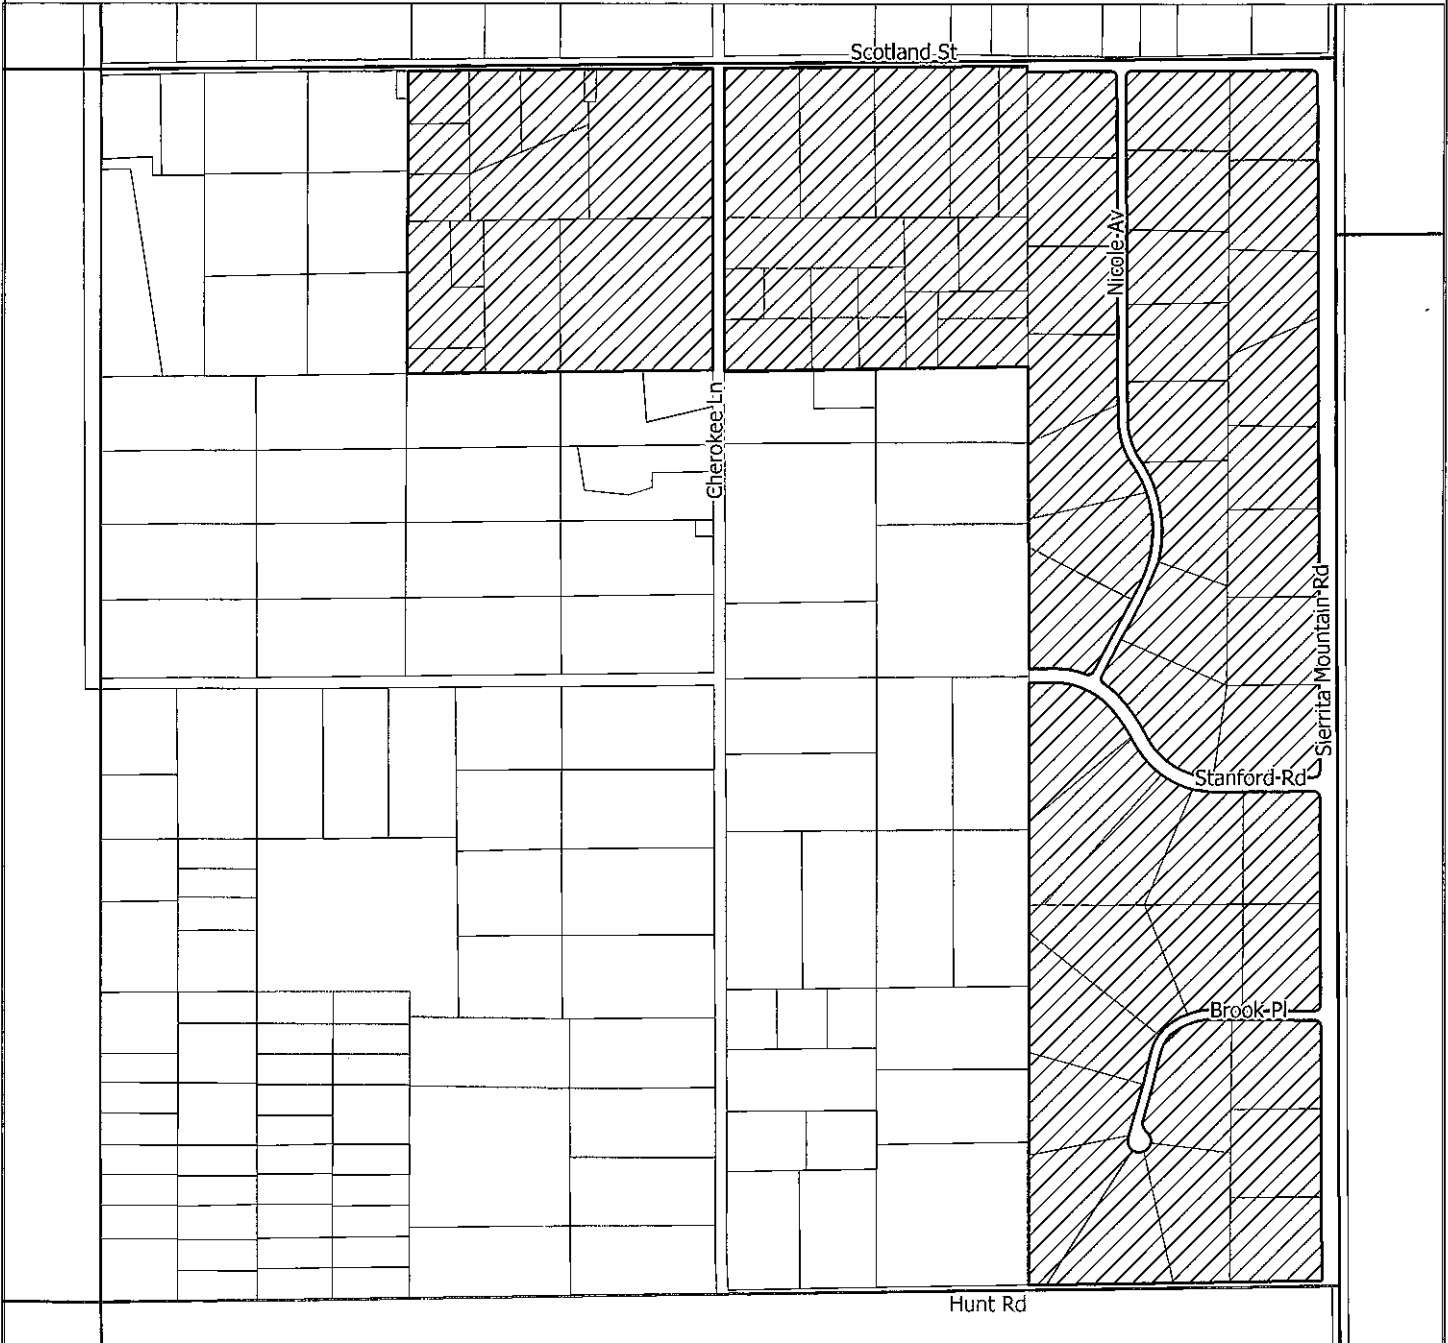 Scotland St
Nicole Av
Cherokee Ln
Sierrita Mountain Rd
Stanford Rd
Brook Pl
Hunt Rd